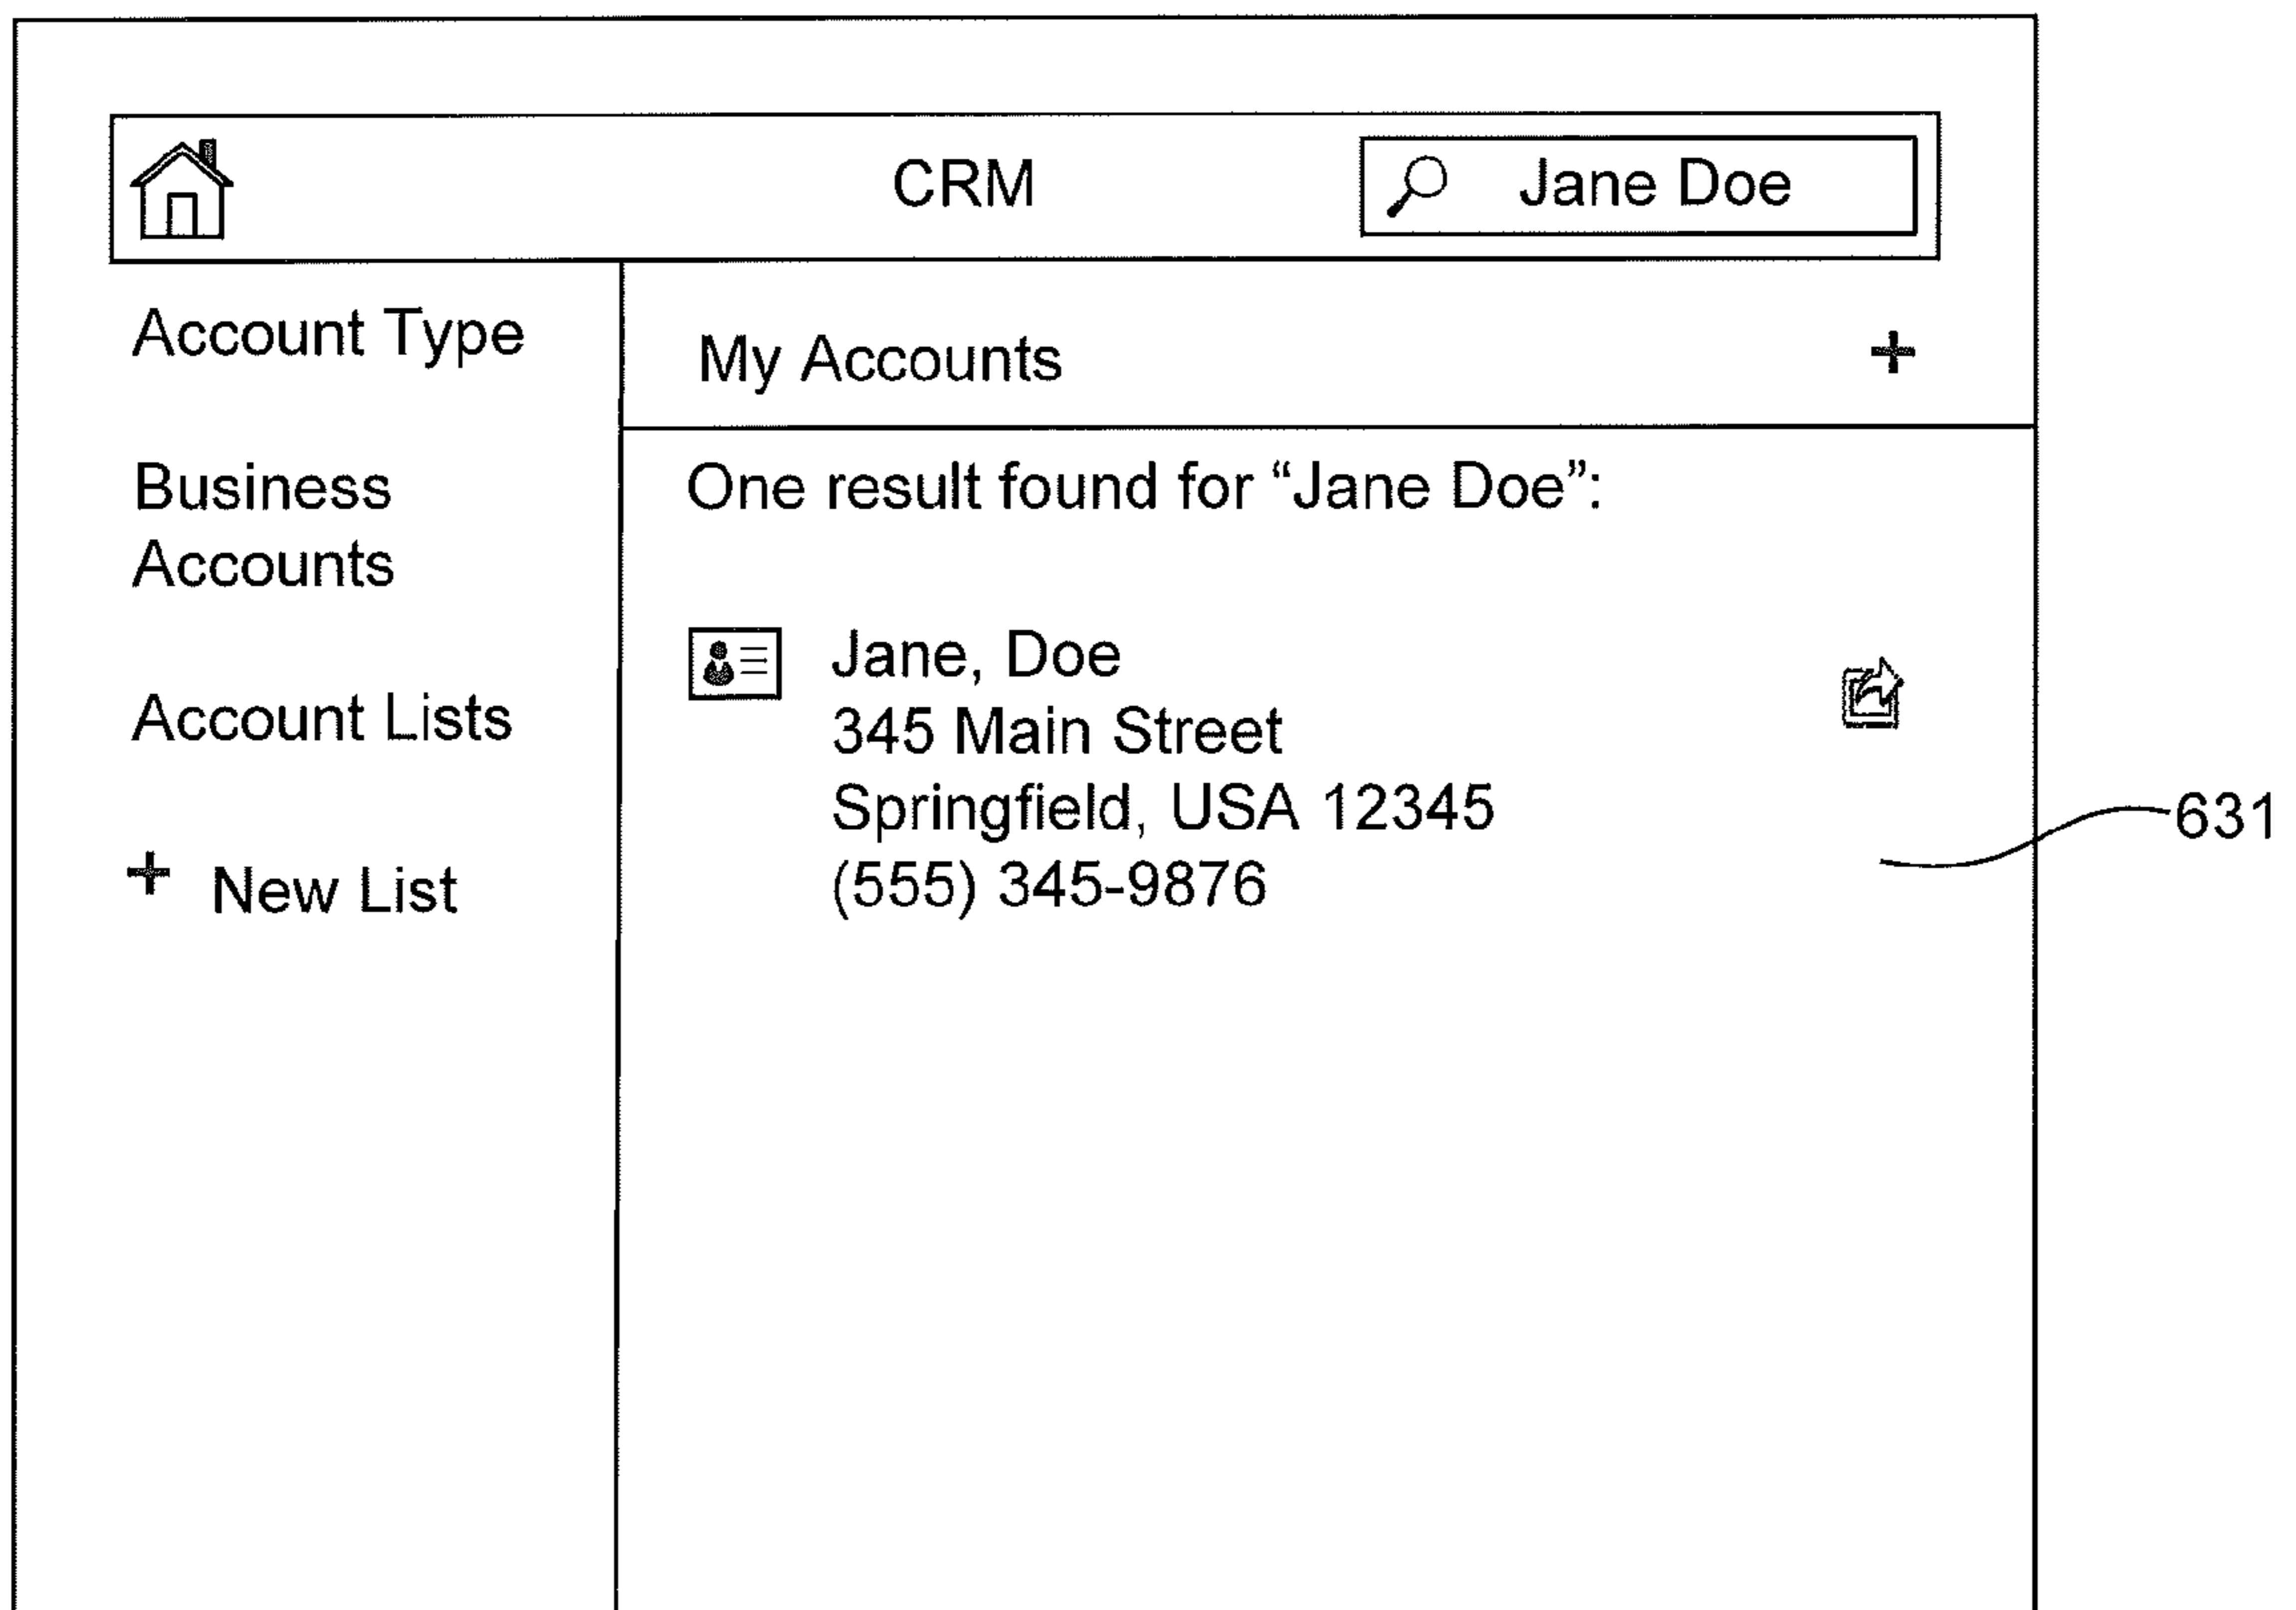 CRM
Jane Doe
Account Type
Business
Accounts
Account Lists
+ New List
My Accounts +
One result found for “Jane Doe”:
Jane, Doe
345 Main Street
Springfield, USA 12345
(555) 345-9876
631